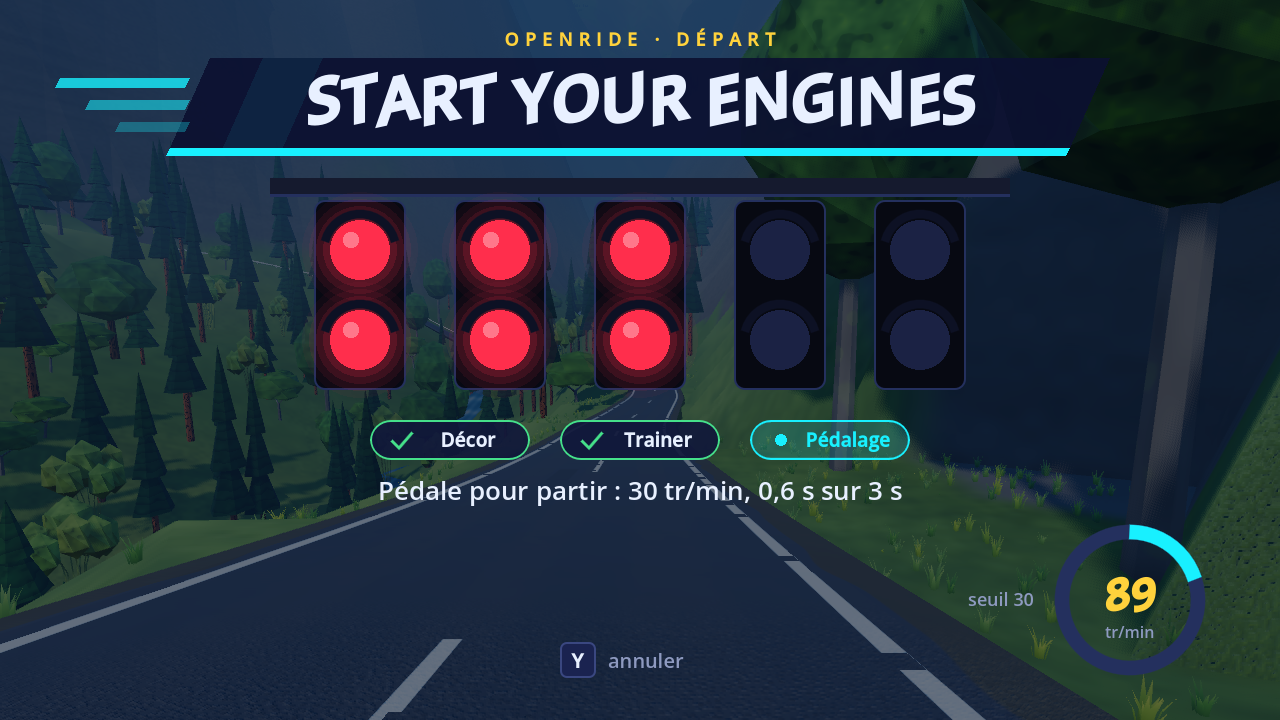 OPENRIDE · DÉPART
START YOUR ENGINES
Décor
Trainer
Pédalage
Pédale pour partir : 30 tr/min, 0,6 s sur 3 s
seuil 30
89
tr/min
Y annuler